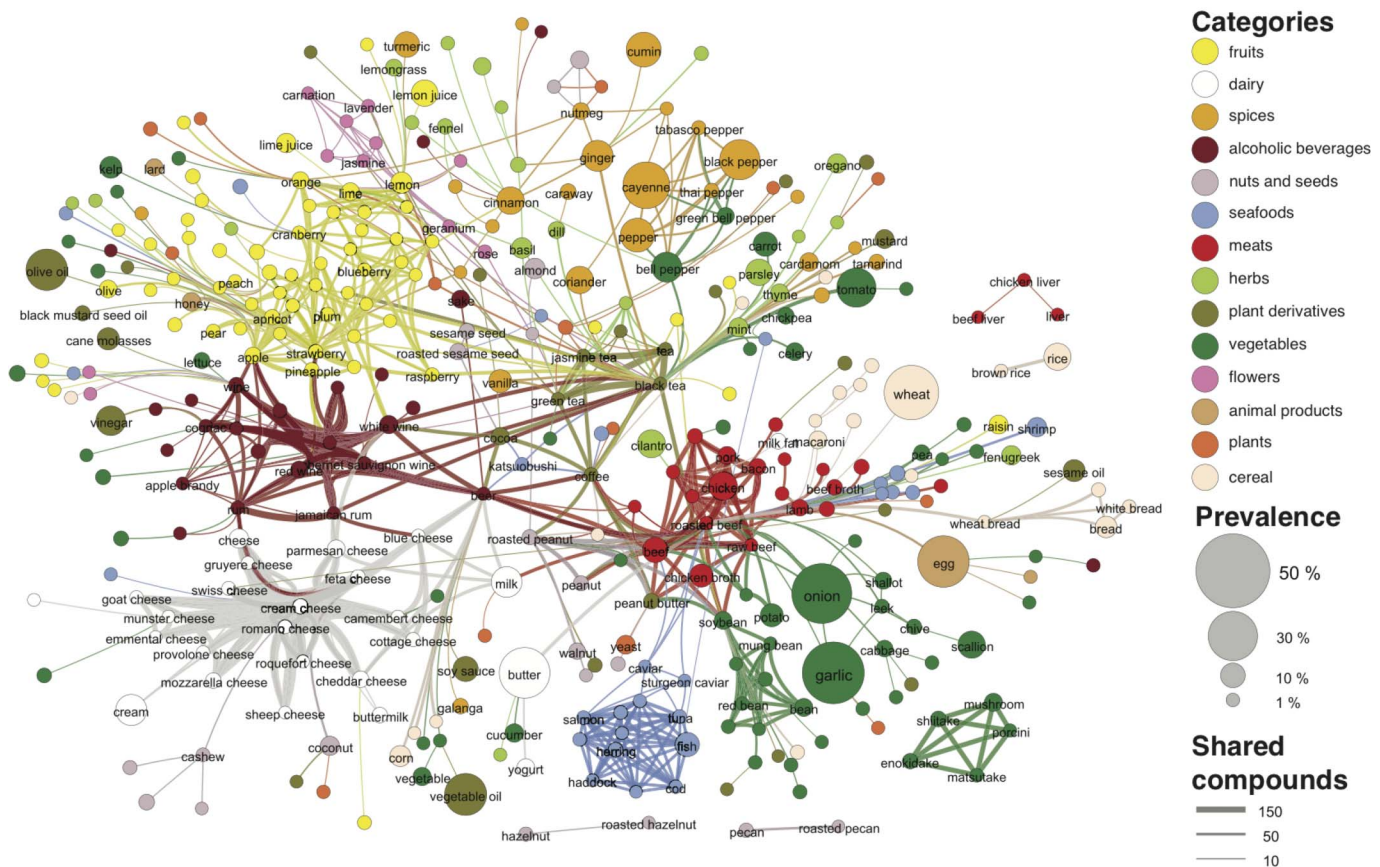 Categories
fruits
dairy
spices
alcoholic beverages
nuts and seeds
seafoods
meats
herbs
plant derivatives
vegetables
flowers
animal products
plants
cereal
Prevalence
50 %
30 %
10 %
1 %
Shared
compounds
150
50
10
turmeric
cumin
lemongrass
carnation
lavender
lemon juice
nutmeg
fennel
tabasco pepper
lime juice
ginger
black pepper
jasmine
oregano
kelp
lard
orange
lime
lemon
cayenne
thai pepper
cinnamon
caraway
green bell pepper
cranberry
geranium
dill
pepper
rose
basil
carrot
mustard
olive oil
peach
blueberry
almond
bell pepper
cardamom
tamarind
parsley
chicken liver
olive
honey
coriander
thyme
tomato
black mustard seed oil
apricot
plum
sake
beef liver
liver
pear
sesame seed
mint
chickpea
cane molasses
lettuce
apple
strawberry
roasted sesame seed
jasmine tea
tea
celery
rice
pineapple
raspberry
vanilla
brown rice
wine
black tea
green tea
wheat
vinegar
cognac
white wine
cocoa
cilantro
milk fat
macaroni
raisin
shrimp
red wine
cabernet sauvignon wine
katsuobushi
coffee
pork
bacon
pea
fenugreek
apple brandy
beer
chicken
beef broth
sesame oil
rum
jamaican rum
roasted beef
lamb
wheat bread
white bread
bread
cheese
parmesan cheese
blue cheese
roasted peanut
beef
raw beef
gruyere cheese
feta cheese
milk
peanut
chicken broth
egg
swiss cheese
goat cheese
cream cheese
onion
shallot
munster cheese
romano cheese
camembert cheese
peanut butter
potato
leek
emmental cheese
cottage cheese
soybean
chive
provolone cheese
roquefort cheese
walnut
yeast
mung bean
cabbage
scallion
mozzarella cheese
cheddar cheese
soy sauce
butter
caviar
garlic
sturgeon caviar
cream
sheep cheese
buttermilk
galanga
red bean
bean
mushroom
salmon
tuna
shiitake
porcini
cashew
coconut
corn
cucumber
herring
fish
enokidake
matsutake
vegetable
yogurt
haddock
cod
vegetable oil
hazelnut
roasted hazelnut
pecan
roasted pecan